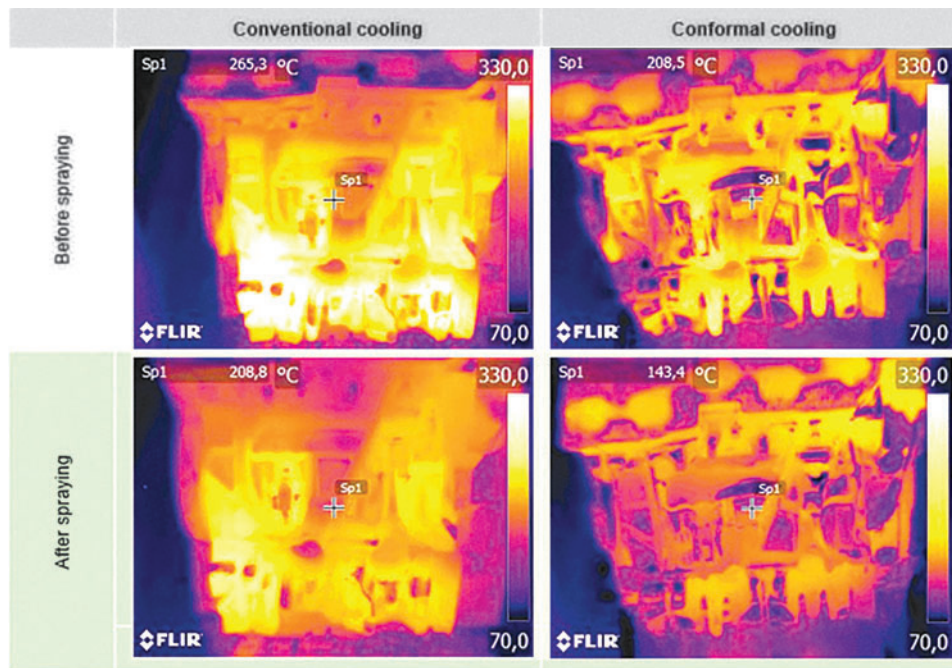 Conventional cooling
Conformal cooling
Before spraying
Sp1 265,3 °C 330,0
Sp1
FLIR 70,0
Sp1 208,5 °C 330,0
Sp1
FLIR 70,0
After spraying
Sp1 208,8 °C 330,0
Sp1
FLIR 70,0
Sp1 143,4 °C 330,0
Sp1
FLIR 70,0